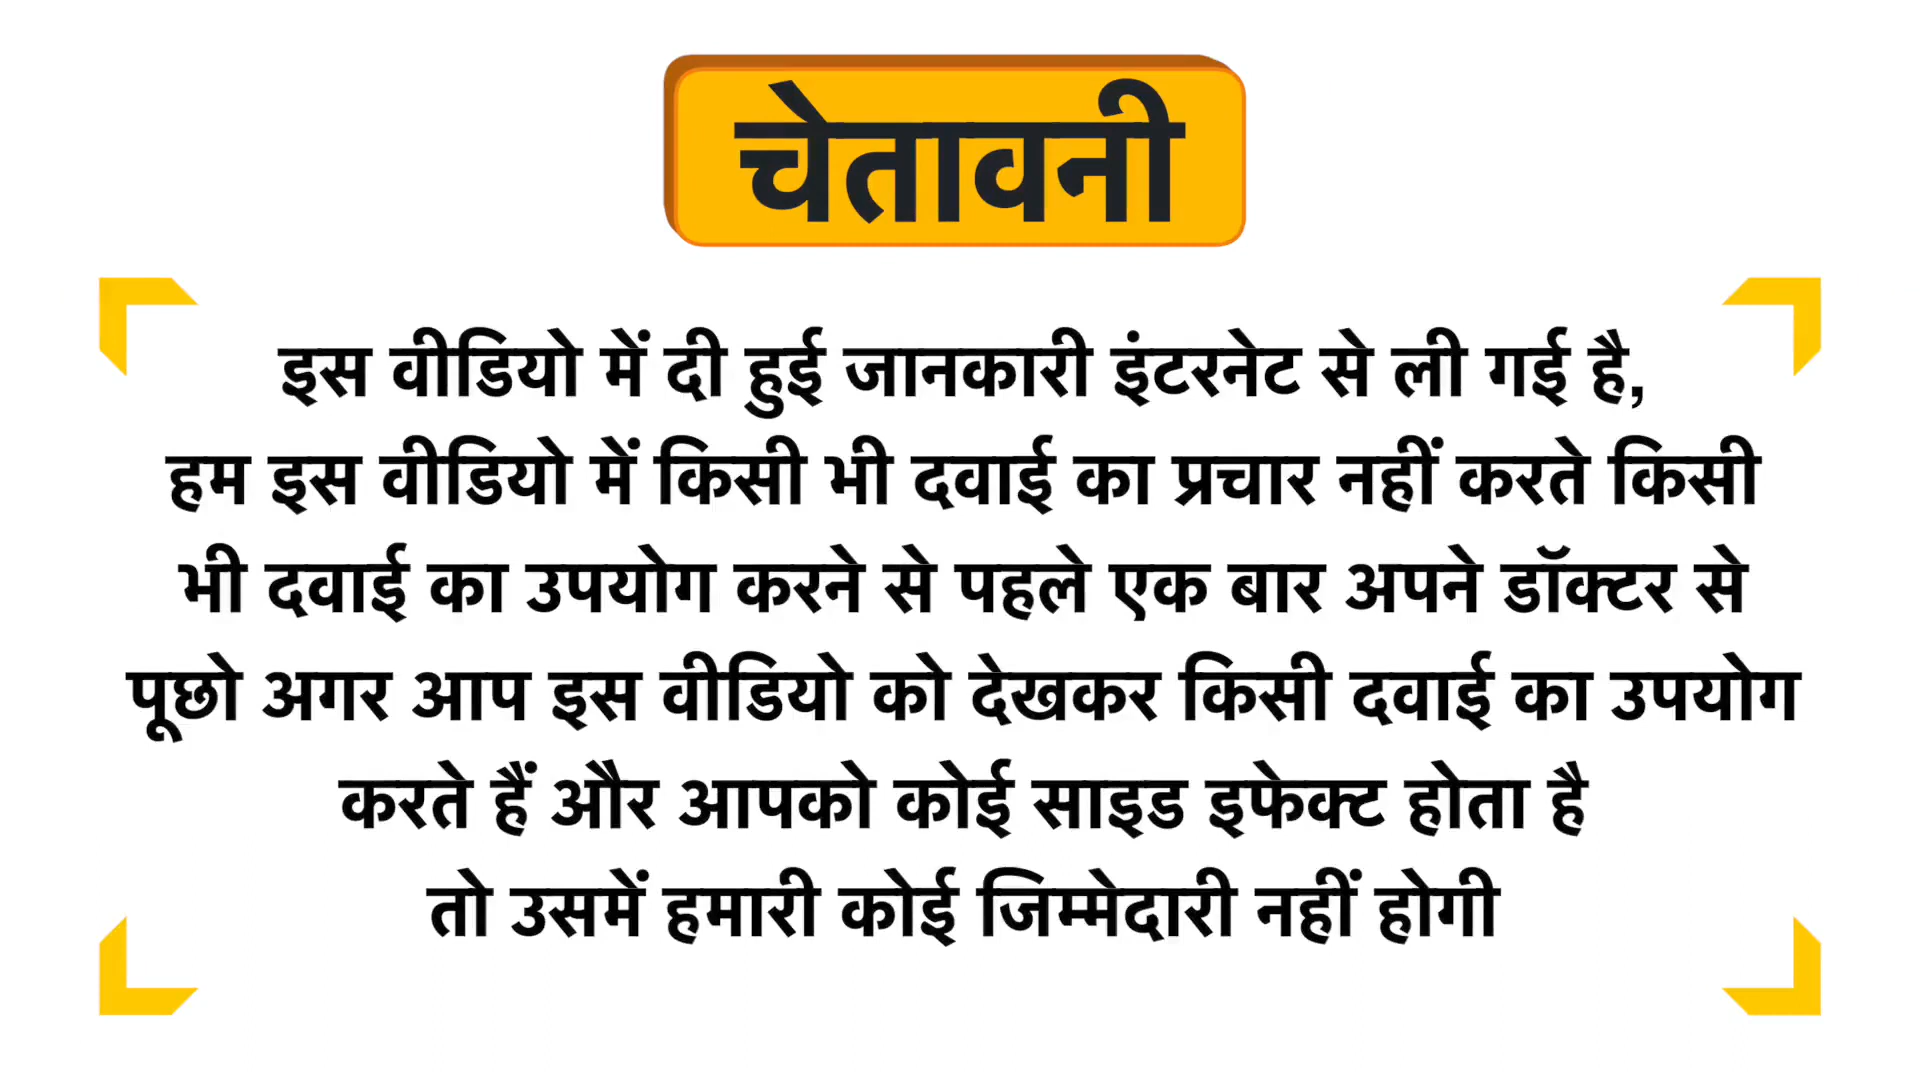 चेतावनी
इस वीडियो में दी हुई जानकारी इंटरनेट से ली गई है,
हम इस वीडियो में किसी भी दवाई का प्रचार नहीं करते किसी
भी दवाई का उपयोग करने से पहले एक बार अपने डॉक्टर से
पूछो अगर आप इस वीडियो को देखकर किसी दवाई का उपयोग
करते हैं और आपको कोई साइड इफेक्ट होता है
तो उसमें हमारी कोई जिम्मेदारी नहीं होगी